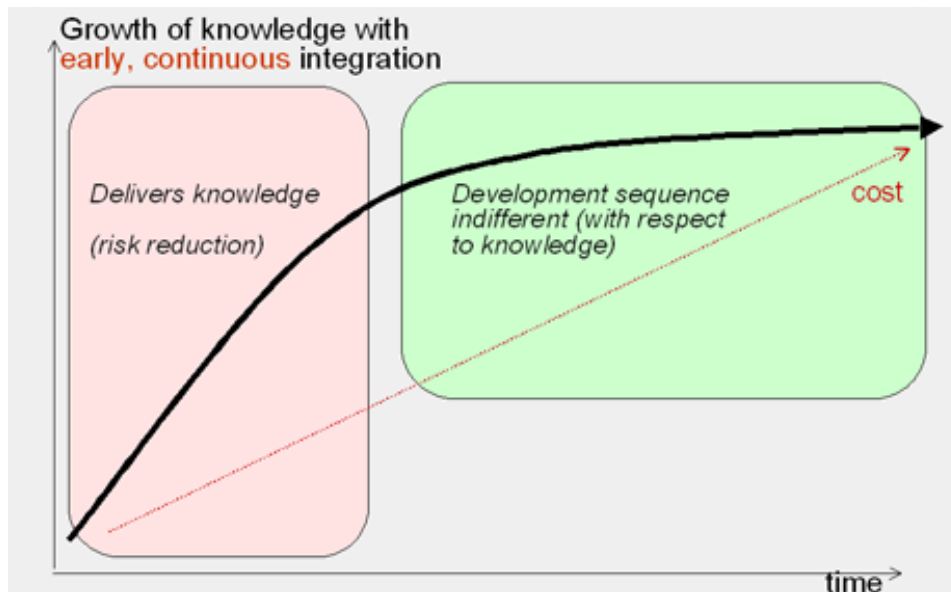 Growth of knowledge with
early, continuous integration
Delivers knowledge
(risk reduction)
Development sequence
indifferent (with respect
to knowledge)
cost
time